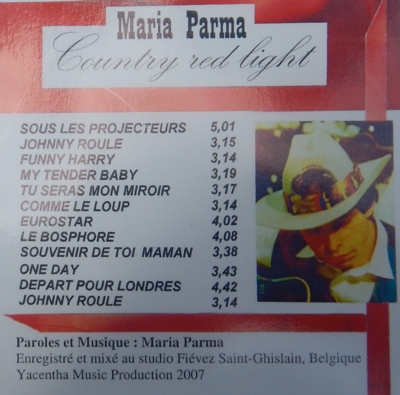 Maria Parma
Country red light
SOUS LES PROJECTEURS 5,01
JOHNNY ROULE 3,15
FUNNY HARRY 3,14
MY TENDER BABY 3,19
TU SERAS MON MIROIR 3,17
COMME LE LOUP 3,14
EUROSTAR 4,02
LE BOSPHORE 4,08
SOUVENIR DE TOI MAMAN 3,38
ONE DAY 3,43
DEPART POUR LONDRES 4,42
JOHNNY ROULE 3,14
Paroles et Musique : Maria Parma
Enregistré et mixé au studio Fiévez Saint-Ghislain, Belgique
Yacentha Music Production 2007